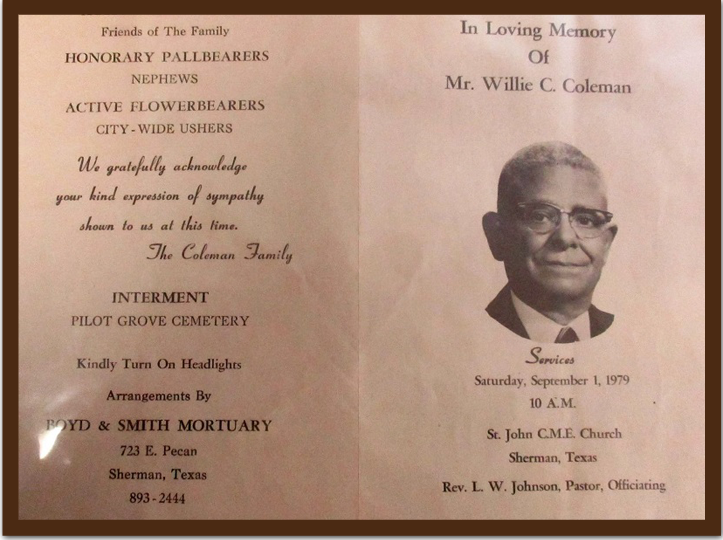 Friends of The Family
HONORARY PALLBEARERS
NEPHEWS
ACTIVE FLOWERBEARERS
CITY-WIDE USHERS
We gratefully acknowledge
your kind expression of sympathy
shown to us at this time.
The Coleman Family
INTERMENT
PILOT GROVE CEMETERY
Kindly Turn On Headlights
Arrangements By
BOYD & SMITH MORTUARY
723 E. Pecan
Sherman, Texas
893-2444
In Loving Memory
Of
Mr. Willie C. Coleman
Services
Saturday, September 1, 1979
10 A.M.
St. John C.M.E. Church
Sherman, Texas
Rev. L. W. Johnson, Pastor, Officiating